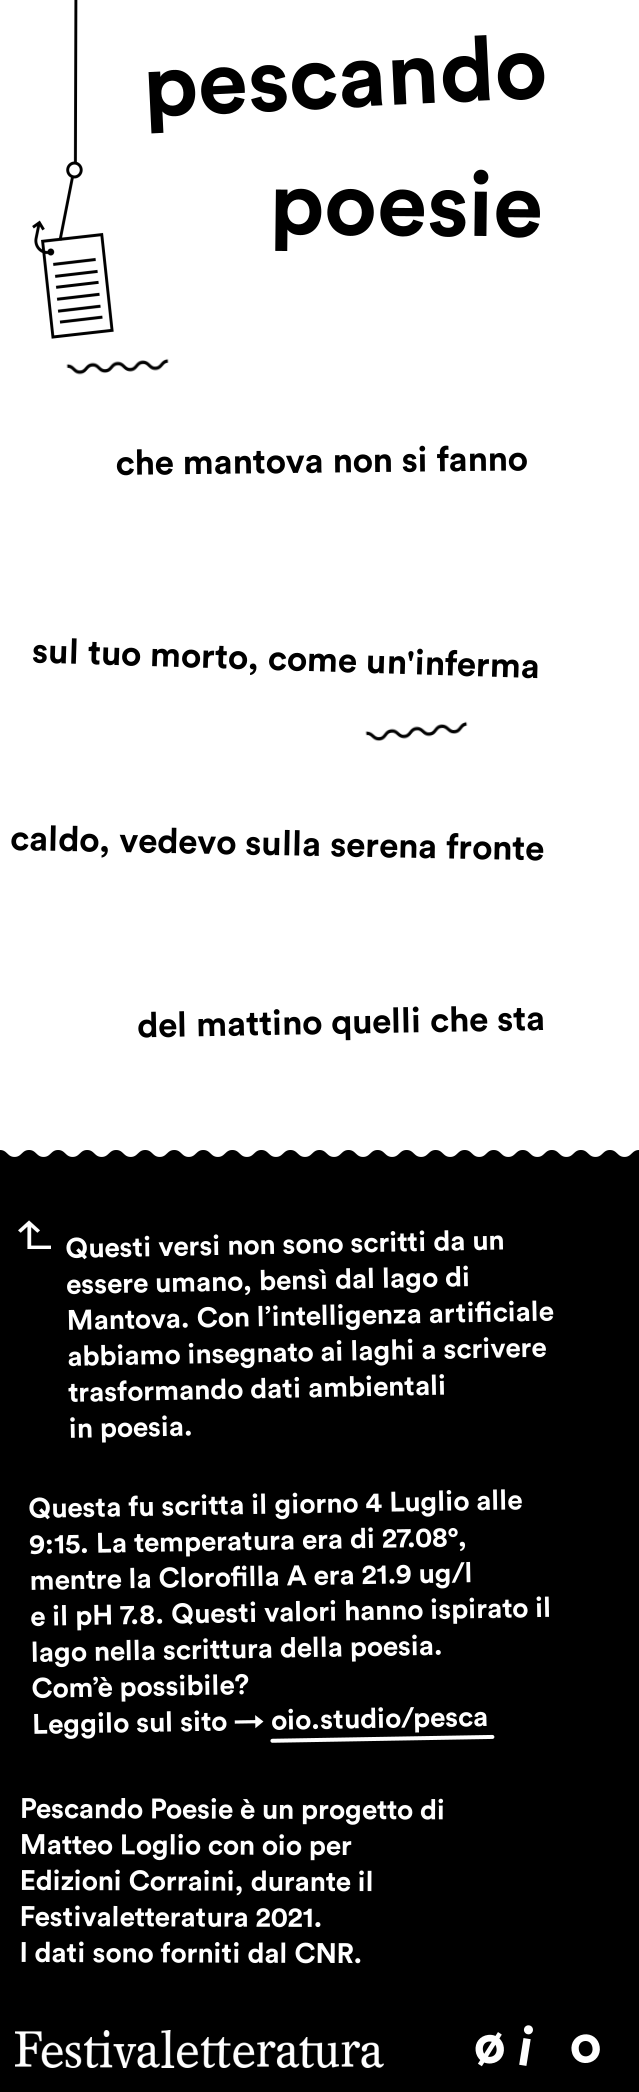 pescando
poesie
che mantova non si fanno
sul tuo morto, come un'inferma
caldo, vedevo sulla serena fronte
del mattino quelli che sta
Questi versi non sono scritti da un
essere umano, bensì dal lago di
Mantova. Con l’intelligenza artificiale
abbiamo insegnato ai laghi a scrivere
trasformando dati ambientali
in poesia.
Questa fu scritta il giorno 4 Luglio alle
9:15. La temperatura era di 27.08°,
mentre la Clorofilla A era 21.9 ug/l
e il pH 7.8. Questi valori hanno ispirato il
lago nella scrittura della poesia.
Com’è possibile?
Leggilo sul sito → oio.studio/pesca
Pescando Poesie è un progetto di
Matteo Loglio con oio per
Edizioni Corraini, durante il
Festivaletteratura 2021.
I dati sono forniti dal CNR.
Festivaletteratura øi o